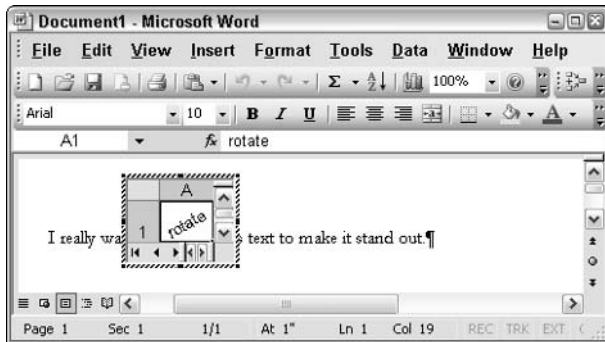 Document1 - Microsoft Word
File Edit View Insert Format Tools Data Window Help
Σ A Z 100%
Arial 10 B I U A
A1 fx rotate
A
1 rotate
I really wa text to make it stand out.¶
Page 1 Sec 1 1/1 At 1" Ln 1 Col 19 REC TRK EXT